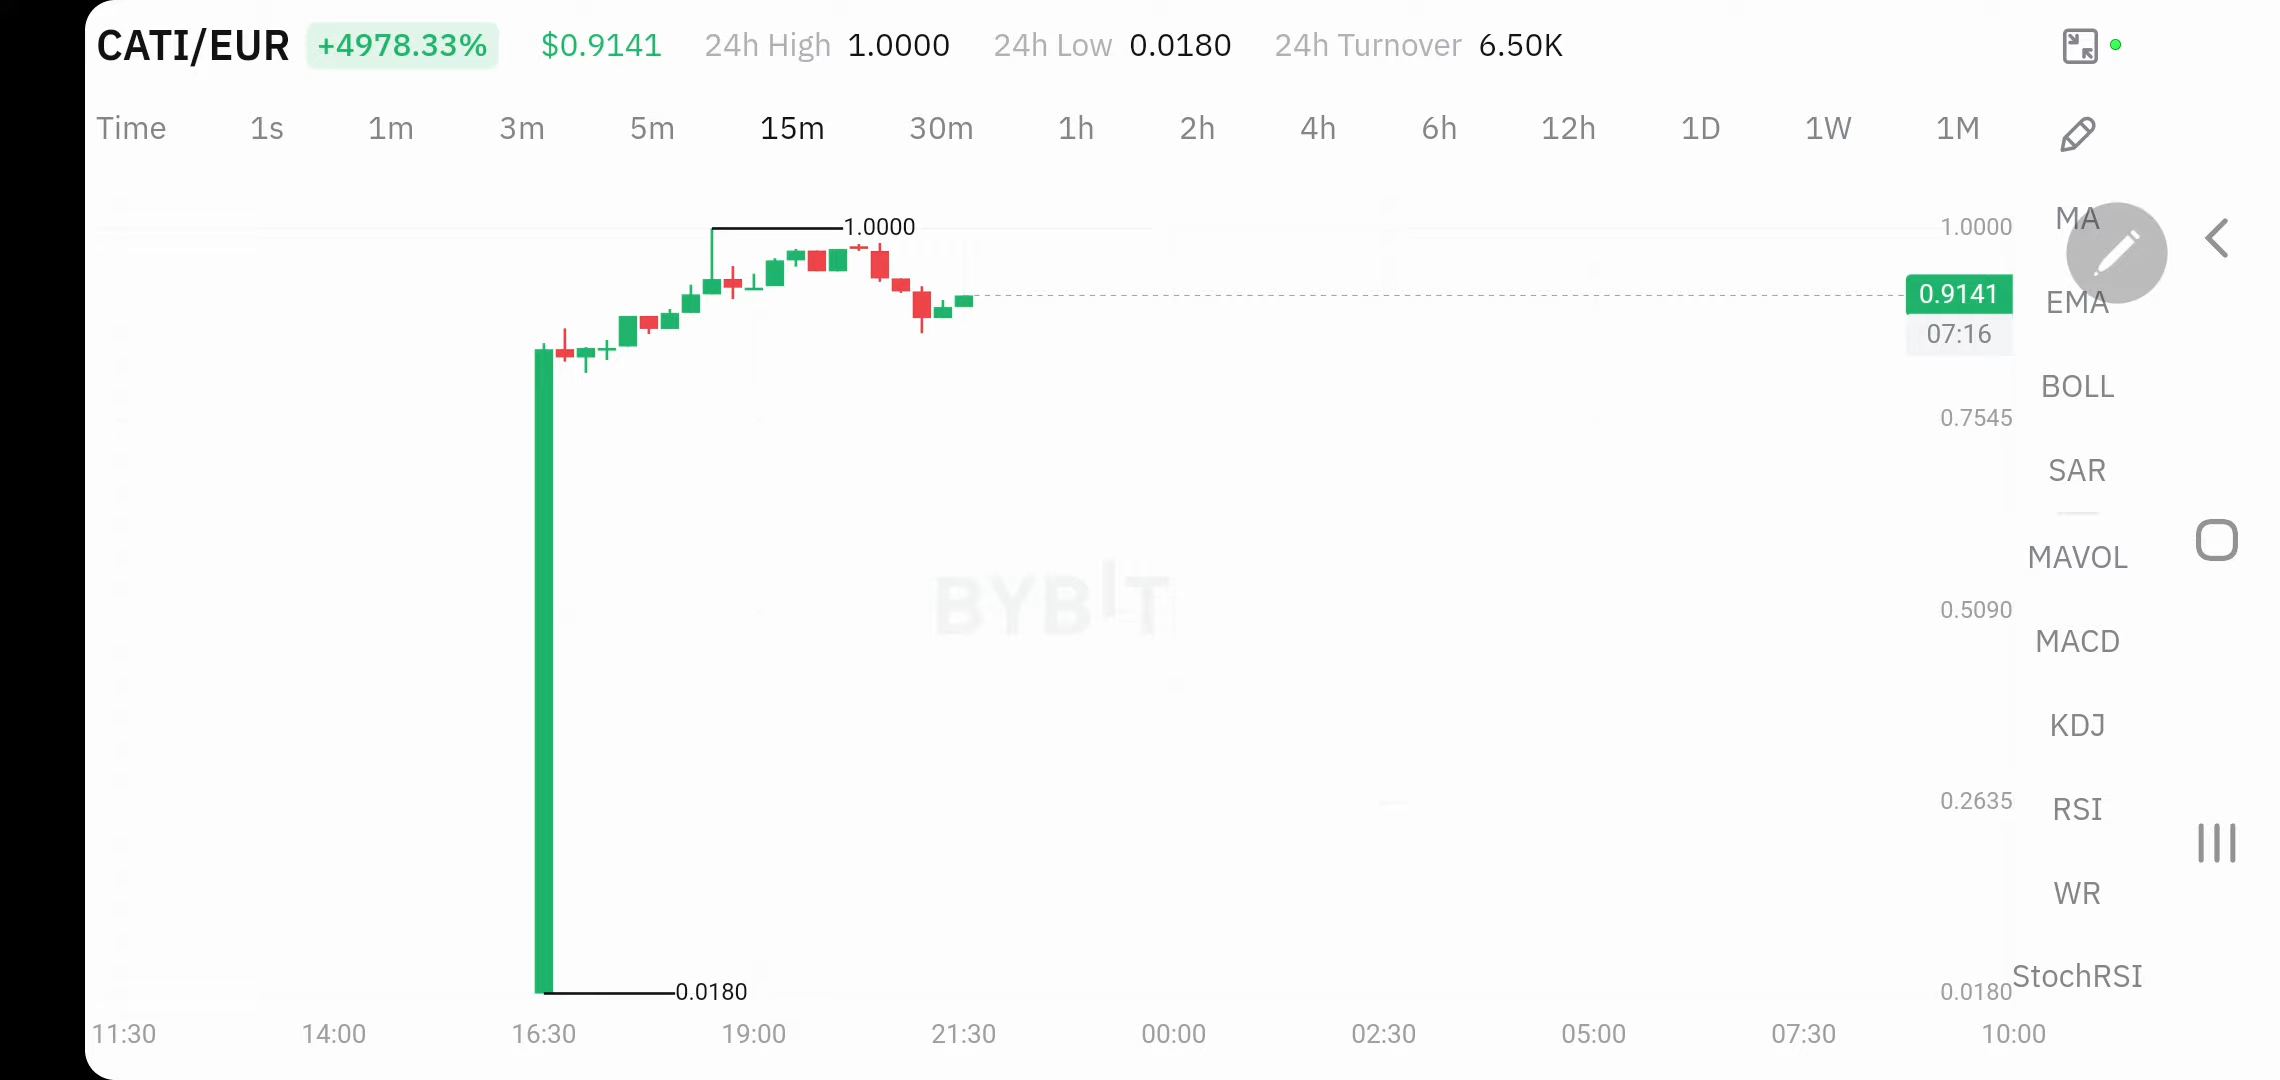 CATI/EUR +4978.33% $0.9141 24h High 1.0000 24h Low 0.0180 24h Turnover 6.50K
Time 1s 1m 3m 5m 15m 30m 1h 2h 4h 6h 12h 1D 1W 1M
1.0000
1.0000
MA
0.9141
EMA
07:16
BOLL
0.7545
SAR
MAVOL
BYBIT
0.5090
MACD
KDJ
0.2635
RSI
WR
0.0180
0.0180
StochRSI
11:30 14:00 16:30 19:00 21:30 00:00 02:30 05:00 07:30 10:00